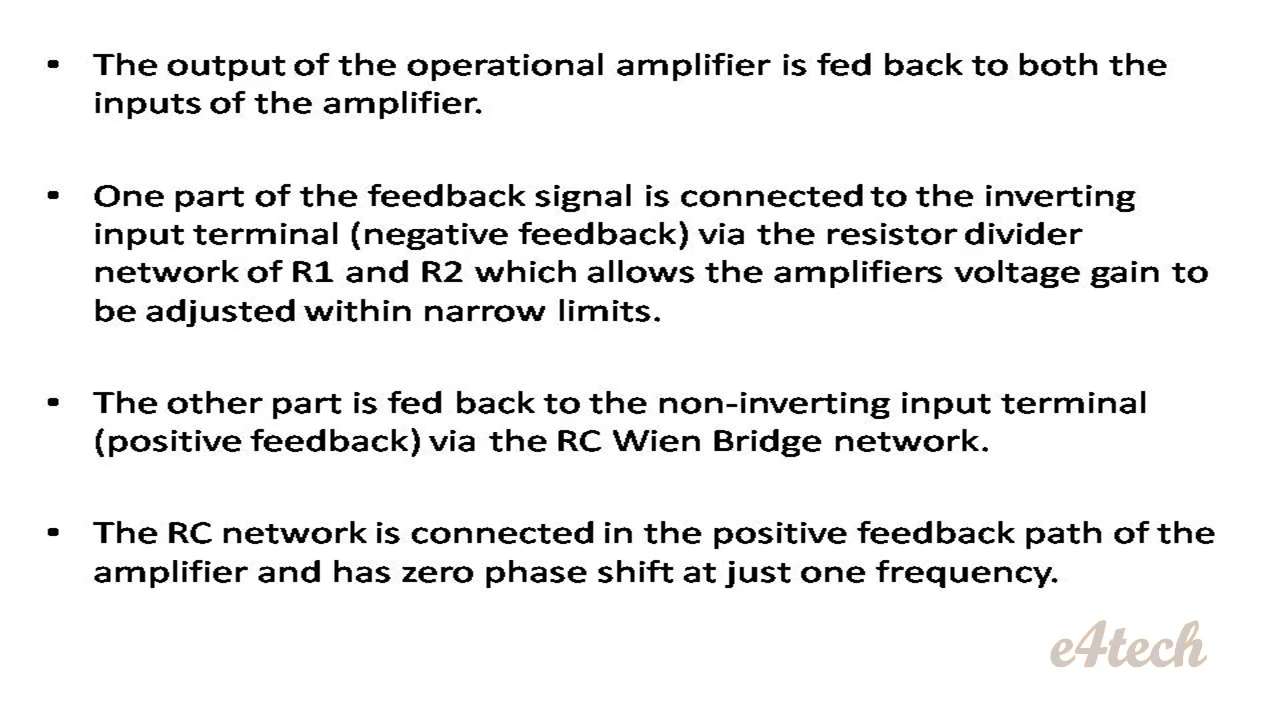 • The output of the operational amplifier is fed back to both the
inputs of the amplifier.
• One part of the feedback signal is connected to the inverting
input terminal (negative feedback) via the resistor divider
network of R1 and R2 which allows the amplifiers voltage gain to
be adjusted within narrow limits.
• The other part is fed back to the non-inverting input terminal
(positive feedback) via the RC Wien Bridge network.
• The RC network is connected in the positive feedback path of the
amplifier and has zero phase shift at just one frequency.
e4tech